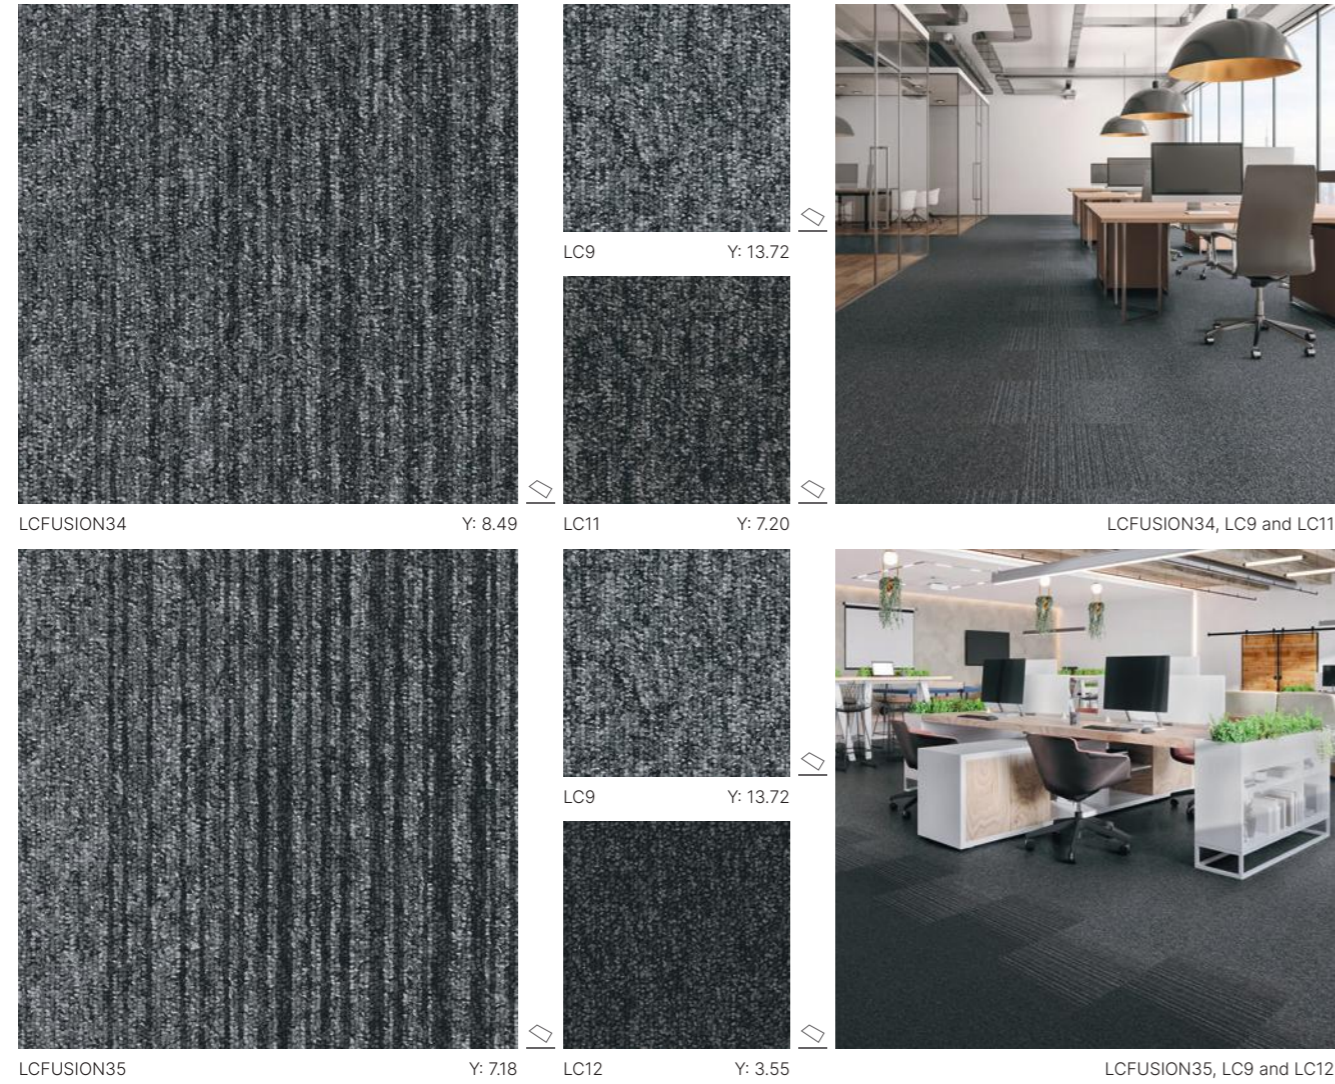 LC9 Y: 13.72
LCFUSION34 Y: 8.49
LC11 Y: 7.20
LCFUSION34, LC9 and LC11
LC9 Y: 13.72
LCFUSION35 Y: 7.18
LC12 Y: 3.55
LCFUSION35, LC9 and LC12